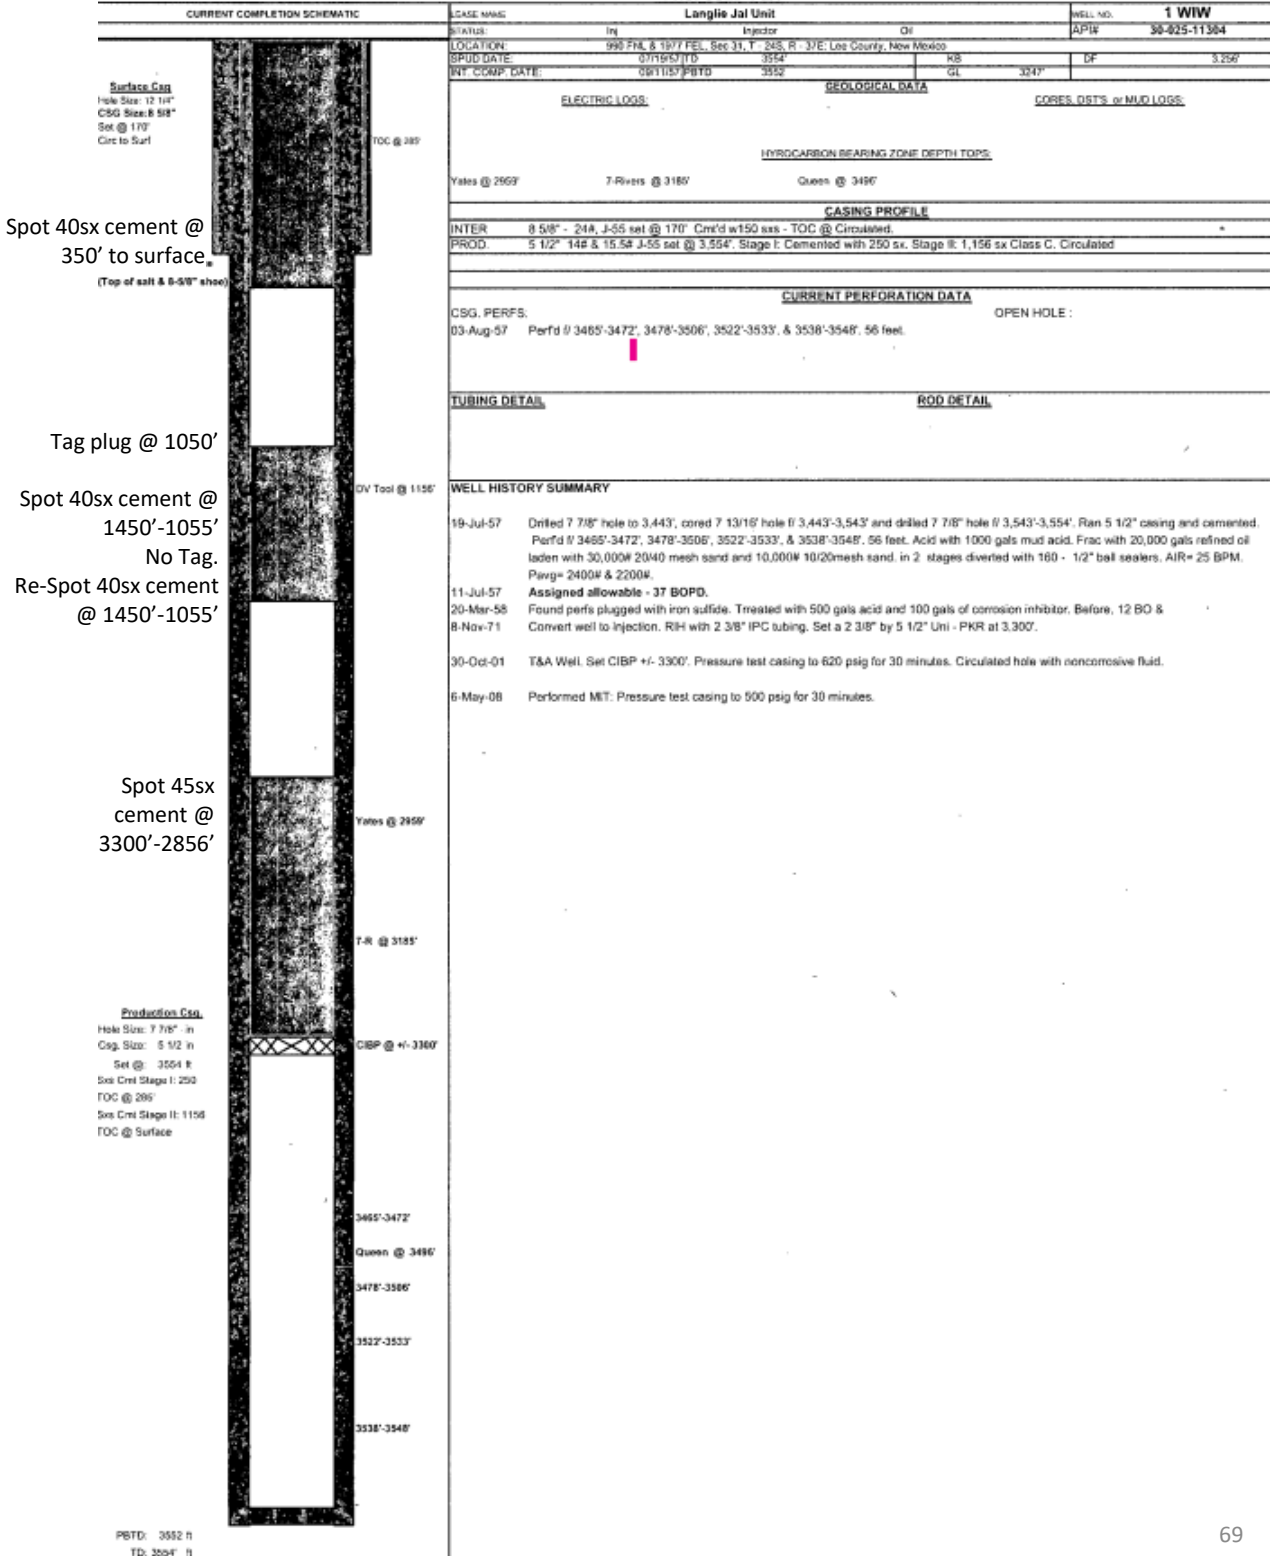 CURRENT COMPLETION SCHEMATIC
LEASE NAME: Langlie Jal Unit WELL NO. 1 WIW
STATUS: Inj Injector Oil API# 30-025-11304
LOCATION: 990 FNL & 1977 FEL, Sec 31, T - 24S, R - 37E; Lee County, New Mexico
SPUD DATE: 07/19/57 TD 3554' KB DF 3,256'
INT. COMP. DATE: 09/11/57 PBTD 3552 GL 3247'
GEOLOGICAL DATA
ELECTRIC LOGS: CORES, DST'S or MUD LOGS:
HYROCARBON BEARING ZONE DEPTH TOPS:
Yates @ 2959' 7-Rivers @ 3185' Queen @ 3496'
CASING PROFILE
INTER 8 5/8" - 24#, J-55 set @ 170' Cmt'd w150 sxs - TOC @ Circulated.
PROD. 5 1/2" 14# & 15.5# J-55 set @ 3,554'. Stage I: Cemented with 250 sx. Stage II: 1,156 sx Class C. Circulated
CURRENT PERFORATION DATA
CSG. PERFS: OPEN HOLE :
03-Aug-57 Perf'd f/ 3465'-3472', 3478'-3506', 3522'-3533', & 3538'-3548'. 56 feet.
TUBING DETAIL ROD DETAIL
WELL HISTORY SUMMARY
19-Jul-57 Drilled 7 7/8" hole to 3,443', cored 7 13/16' hole f/ 3,443'-3,543' and drilled 7 7/8" hole f/ 3,543'-3,554'. Ran 5 1/2" casing and cemented.
Perf'd f/ 3465'-3472', 3478'-3506', 3522'-3533', & 3538'-3548'. 56 feet. Acid with 1000 gals mud acid. Frac with 20,000 gals refined oil
laden with 30,000# 20/40 mesh sand and 10,000# 10/20mesh sand. in 2 stages diverted with 160 - 1/2" ball sealers. AIR= 25 BPM.
Pavg= 2400# & 2200#.
11-Jul-57 Assigned allowable - 37 BOPD.
20-Mar-58 Found perfs plugged with iron sulfide. Trreated with 500 gals acid and 100 gals of corrosion inhibitor. Before, 12 BO &
8-Nov-71 Convert well to Injection. RIH with 2 3/8" IPC tubing. Set a 2 3/8" by 5 1/2" Uni - PKR at 3,300'.
30-Oct-01 T&A Well. Set CIBP +/- 3300'. Pressure test casing to 620 psig for 30 minutes. Circulated hole with noncorrosive fluid.
6-May-08 Performed MIT: Pressure test casing to 500 psig for 30 minutes.
Surface Csg
Hole Size: 12 1/4"
CSG Size: 8 5/8"
Set @ 170'
Circ to Surf
TOC @ 285'
Spot 40sx cement @
350' to surface
(Top of salt & 8-5/8" shoe)
Tag plug @ 1050'
DV Tool @ 1156'
Spot 40sx cement @
1450'-1055'
No Tag.
Re-Spot 40sx cement
@ 1450'-1055'
Spot 45sx
cement @
3300'-2856'
Yates @ 2959'
7-R @ 3185'
Production Csg.
Hole Size: 7 7/8" - in
Csg. Size: 5 1/2 in
Set @: 3554 ft
Sxs Cmt Stage I: 250
TOC @ 286'
Sxs Cmt Stage II: 1156
TOC @ Surface
CIBP @ +/- 3300'
3465'-3472'
Queen @ 3496'
3478'-3506'
3522'-3533'
3538'-3548'
PBTD: 3552 ft
TD: 3554' ft
69